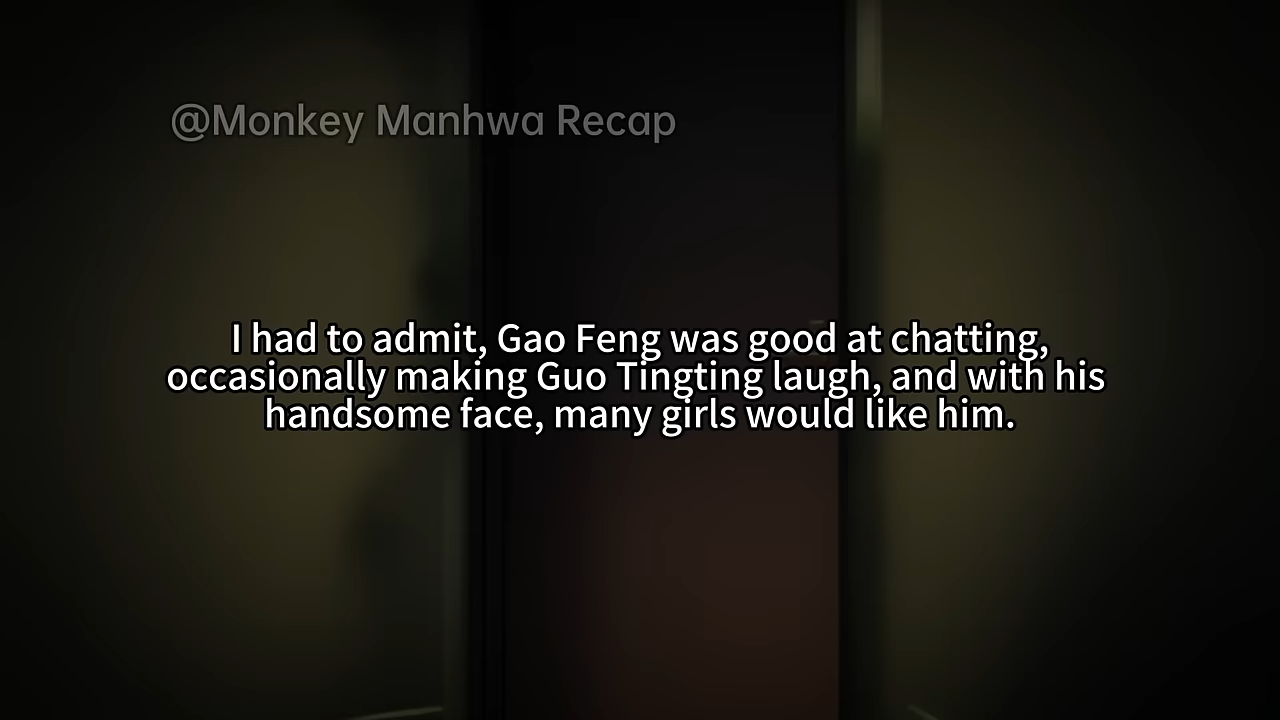 @Monkey Manhwa Recap
I had to admit, Gao Feng was good at chatting,
occasionally making Guo Tingting laugh, and with his
handsome face, many girls would like him.